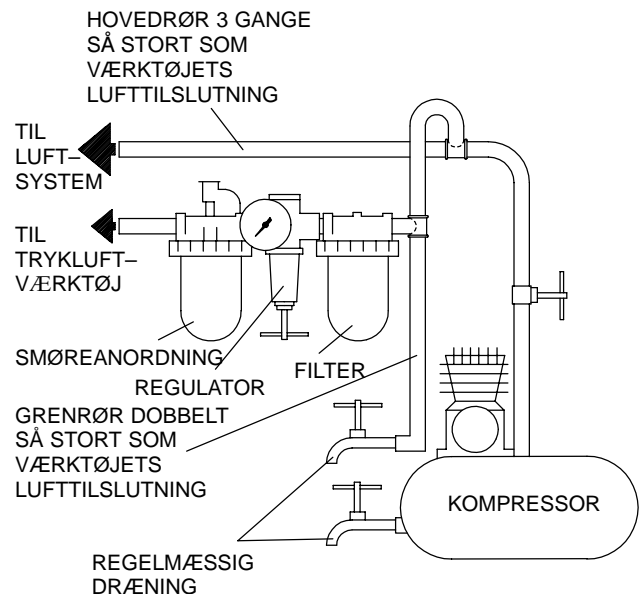 HOVEDRØR 3 GANGE
SÅ STORT SOM
VÆRKTØJETS
LUFTTILSLUTNING
TIL
LUFT–
SYSTEM
TIL
TRYKLUFT–
VÆRKTØJ
SMØREANORDNING
REGULATOR
FILTER
GRENRØR DOBBELT
SÅ STORT SOM
VÆRKTØJETS
LUFTTILSLUTNING
KOMPRESSOR
REGELMÆSSIG
DRÆNING